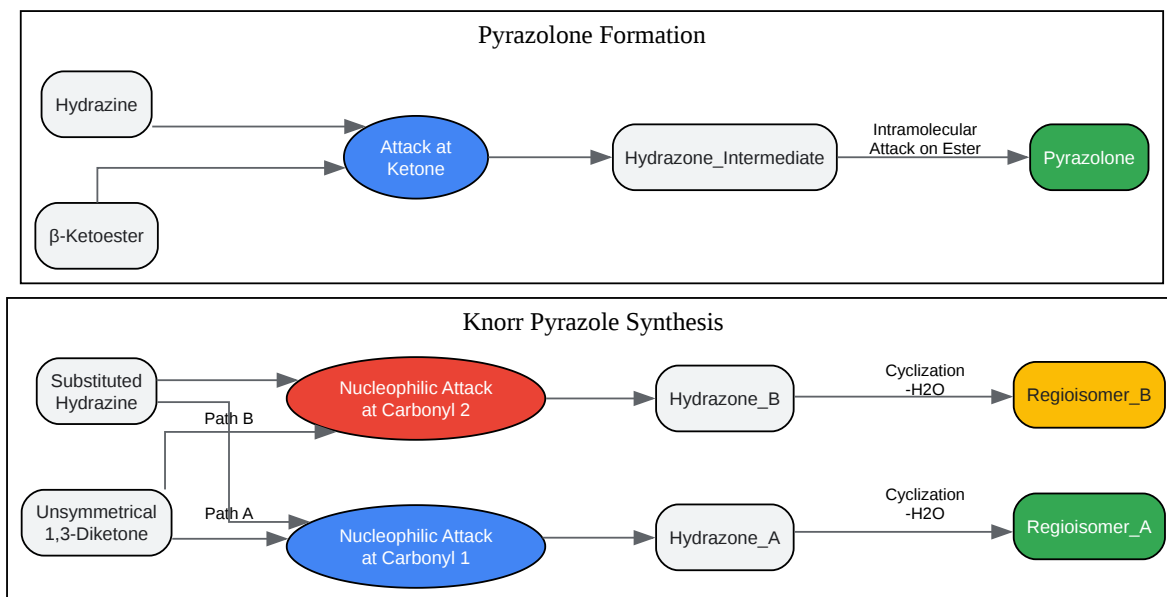 Pyrazolone Formation
Hydrazine
β-Ketoester
Attack at
Ketone
Hydrazone_Intermediate
Intramolecular
Attack on Ester
Pyrazolone
Knorr Pyrazole Synthesis
Substituted
Hydrazine
Unsymmetrical
1,3-Diketone
Path B
Path A
Nucleophilic Attack
at Carbonyl 2
Hydrazone_B
Cyclization
-H2O
Regioisomer_B
Nucleophilic Attack
at Carbonyl 1
Hydrazone_A
Cyclization
-H2O
Regioisomer_A